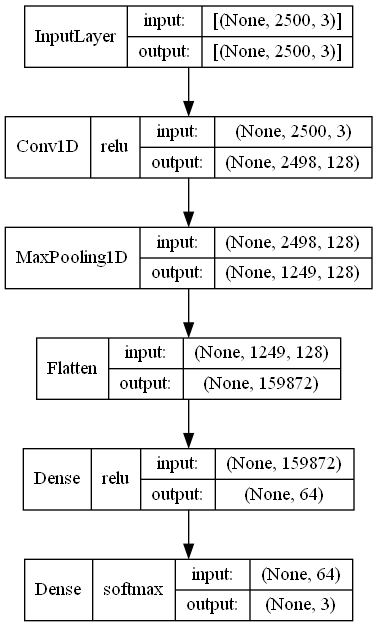 InputLayer input: [(None, 2500, 3)]
output: [(None, 2500, 3)]
Conv1D relu input: (None, 2500, 3)
output: (None, 2498, 128)
MaxPooling1D input: (None, 2498, 128)
output: (None, 1249, 128)
Flatten input: (None, 1249, 128)
output: (None, 159872)
Dense relu input: (None, 159872)
output: (None, 64)
Dense softmax input: (None, 64)
output: (None, 3)